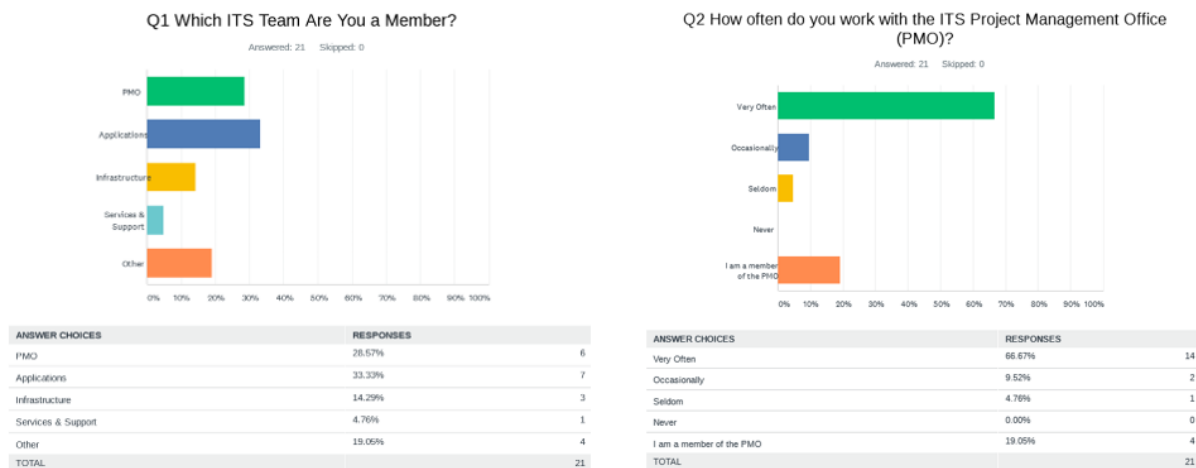 Q1 Which ITS Team Are You a Member?
Answered: 21 Skipped: 0
PMO
Applications
Infrastructure
Services &
Support
Other
0% 10% 20% 30% 40% 50% 60% 70% 80% 90% 100%
ANSWER CHOICES RESPONSES
PMO 28.57% 6
Applications 33.33% 7
Infrastructure 14.29% 3
Services & Support 4.76% 1
Other 19.05% 4
TOTAL 21
Q2 How often do you work with the ITS Project Management Office
(PMO)?
Answered: 21 Skipped: 0
Very Often
Occasionally
Seldom
Never
I am a member
of the PMO
0% 10% 20% 30% 40% 50% 60% 70% 80% 90% 100%
ANSWER CHOICES RESPONSES
Very Often 66.67% 14
Occasionally 9.52% 2
Seldom 4.76% 1
Never 0.00% 0
I am a member of the PMO 19.05% 4
TOTAL 21